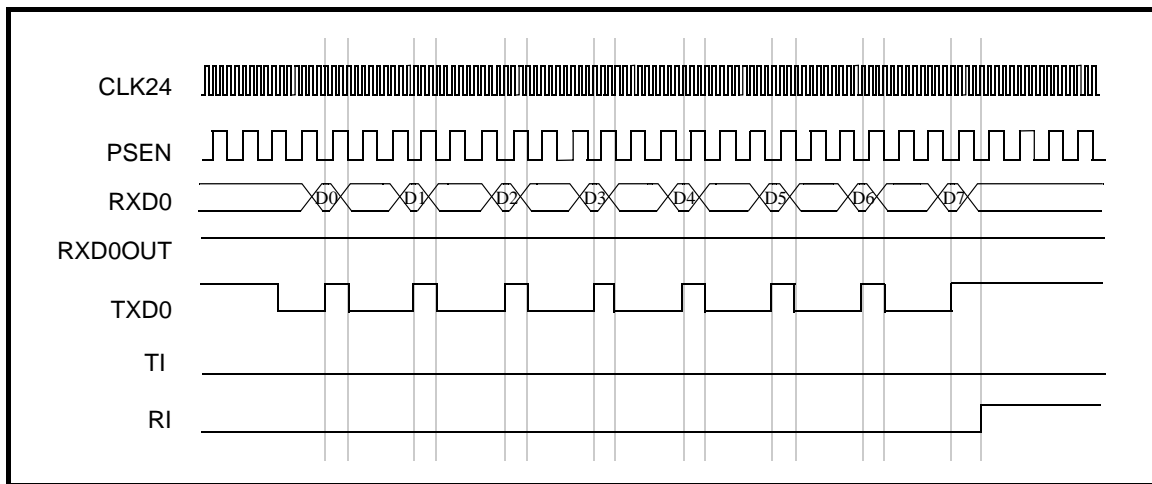 CLK24
PSEN
RXD0
D0 D1 D2 D3 D4 D5 D6 D7
RXD0OUT
TXD0
TI
RI